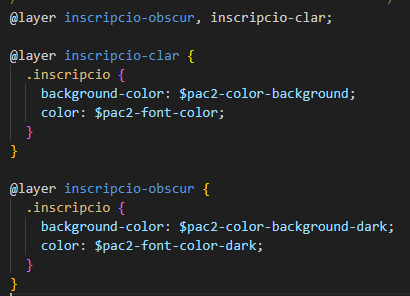 @layer inscripcio-obscur, inscripcio-clar;
@layer inscripcio-clar {
.inscripcio {
background-color: $pac2-color-background;
color: $pac2-font-color;
}
}
@layer inscripcio-obscur {
.inscripcio {
background-color: $pac2-color-background-dark;
color: $pac2-font-color-dark;
}
}